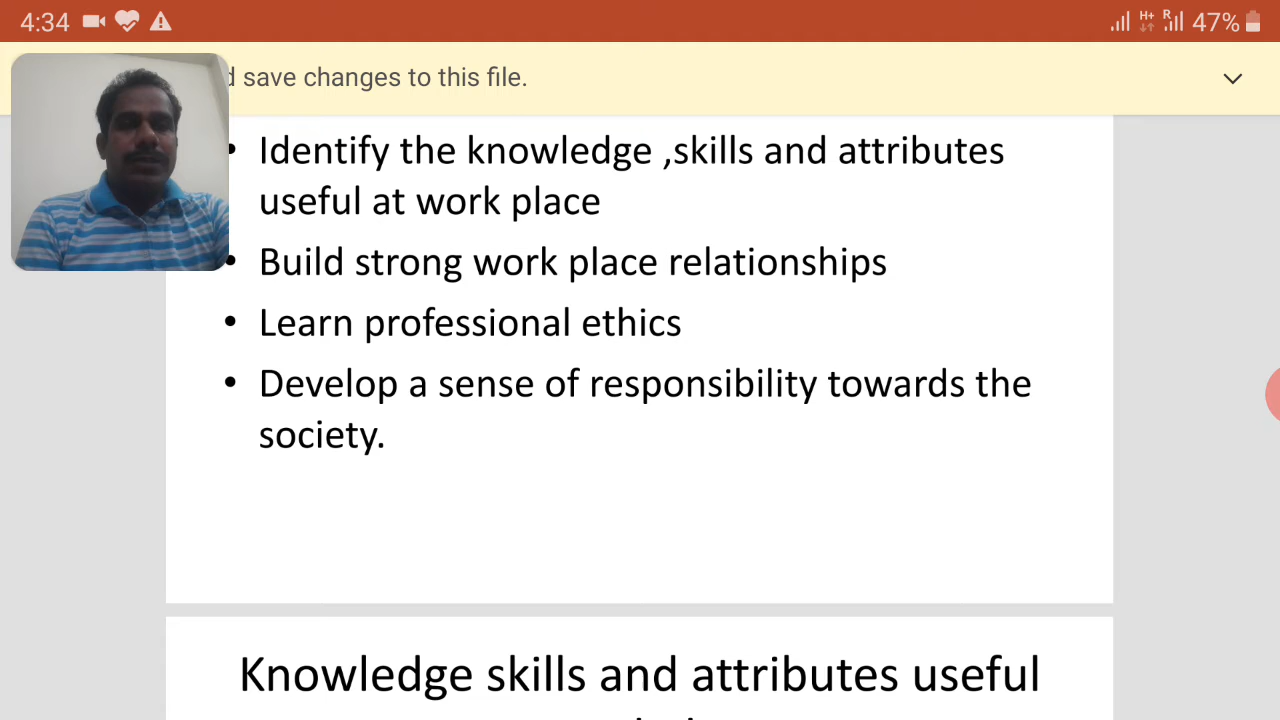 4:34 H+ R 47%
save changes to this file.
• Identify the knowledge ,skills and attributes
useful at work place
• Build strong work place relationships
• Learn professional ethics
• Develop a sense of responsibility towards the
society.
Knowledge skills and attributes useful